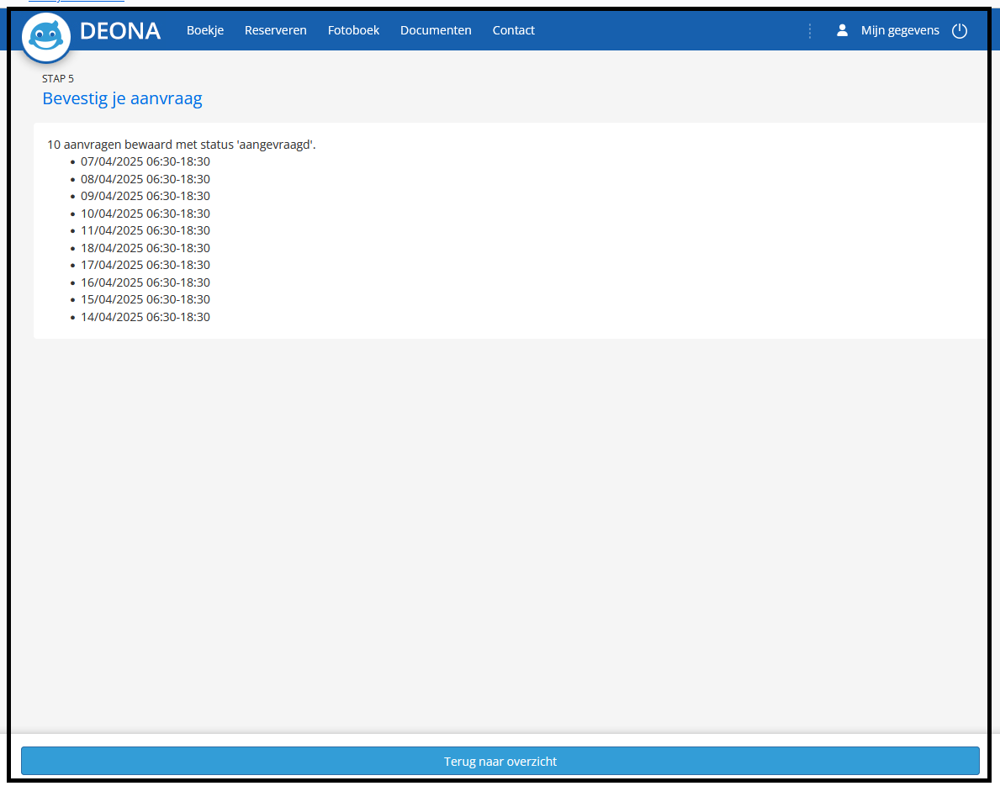 DEONA
Boekje
Reserveren
Fotoboek
Documenten
Contact
Mijn gegevens
STAP 5
Bevestig je aanvraag
10 aanvragen bewaard met status 'aangevraagd'.
• 07/04/2025 06:30-18:30
• 08/04/2025 06:30-18:30
• 09/04/2025 06:30-18:30
• 10/04/2025 06:30-18:30
• 11/04/2025 06:30-18:30
• 18/04/2025 06:30-18:30
• 17/04/2025 06:30-18:30
• 16/04/2025 06:30-18:30
• 15/04/2025 06:30-18:30
• 14/04/2025 06:30-18:30
Terug naar overzicht